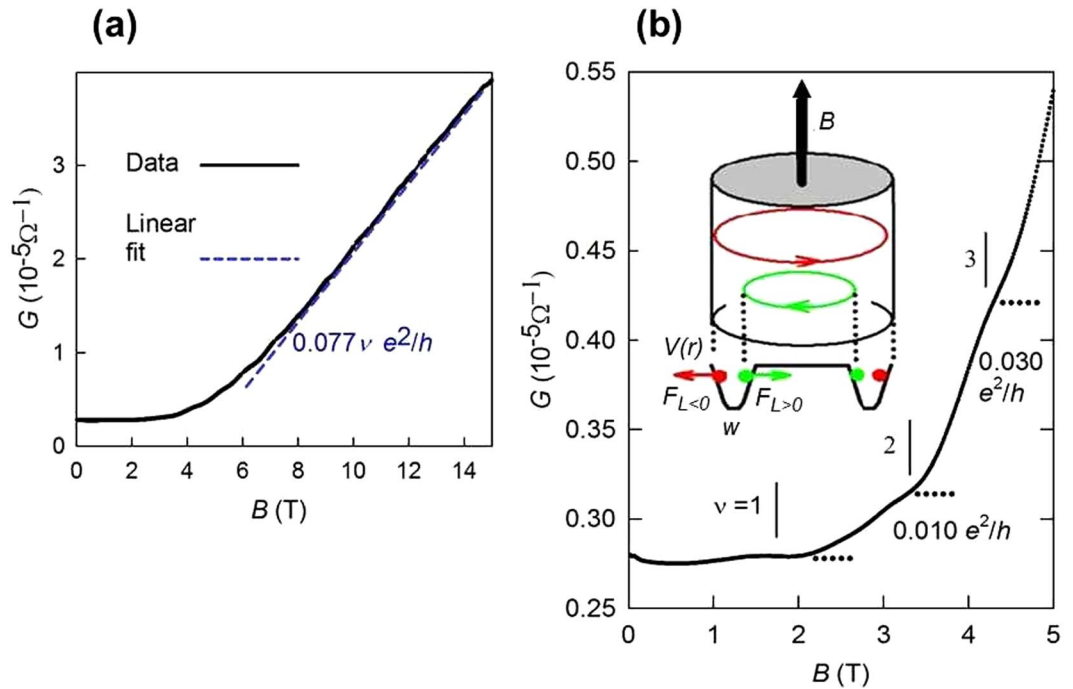 (a)
3
2
1
0
G (10⁻⁵Ω⁻¹)
Data
Linear
fit
0.077 ν e²/h
0 2 4 6 8 10 12 14
B (T)
(b)
0.55
0.50
0.45
0.40
0.35
0.30
0.25
G (10⁻⁵Ω⁻¹)
B
V(r)
F_L<0
F_L>0
w
3
0.030
e²/h
2
0.010 e²/h
ν =1
0 1 2 3 4 5
B (T)